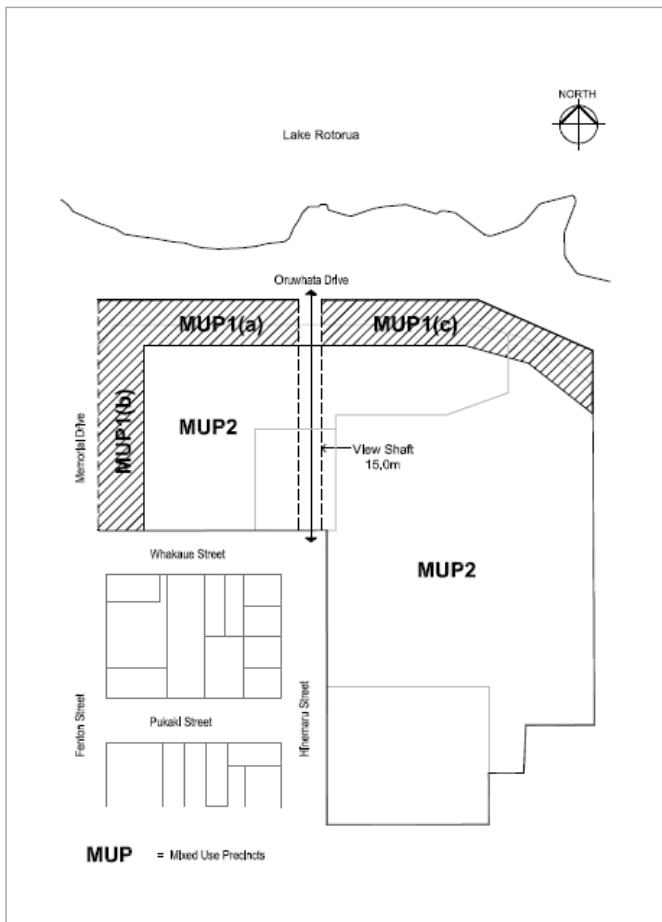 NORTH
Lake Rotorua
Oruwhata Drive
MUP1(a)
MUP1(c)
MUP1(b)
Memorial Drive
MUP2
View Shaft
15.0m
Whakaue Street
MUP2
Fenton Street
Pukaki Street
Hinemaru Street
MUP = Mixed Use Precincts